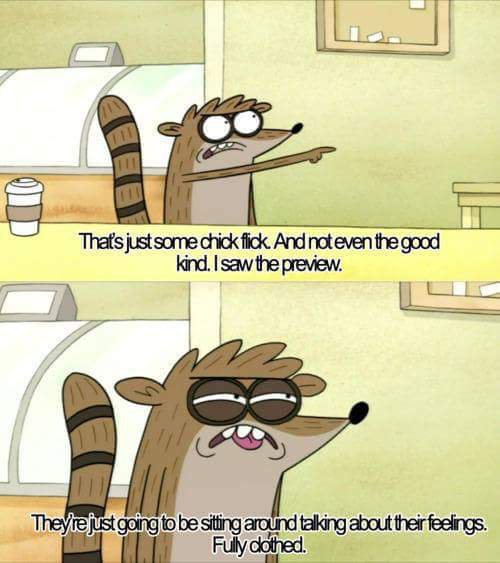 That's just some chick flick. And not even the good
kind. I saw the preview.
They're just going to be sitting around talking about their feelings.
Fully clothed.